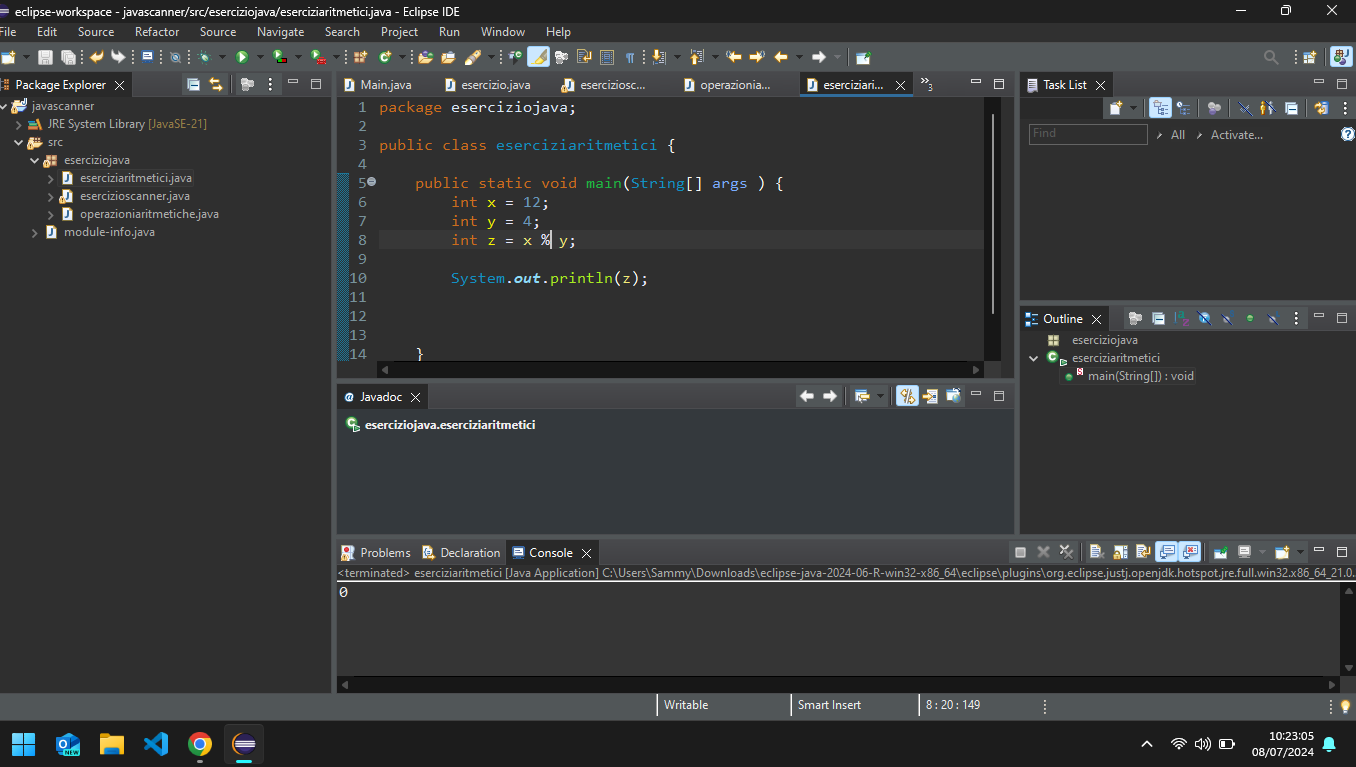 eclipse-workspace - javascanner/src/eserciziojava/eserciziaritmetici.java - Eclipse IDE
File Edit Source Refactor Source Navigate Search Project Run Window Help
Package Explorer
javascanner
JRE System Library [JavaSE-21]
src
eserciziojava
eserciziaritmetici.java
esercizioscanner.java
operazioniaritmetiche.java
module-info.java
Main.java esercizio.java eserciziosc... operazionia... eserciziari... »3
1 package eserciziojava;
2
3 public class eserciziaritmetici {
4
5 public static void main(String[] args ) {
6 int x = 12;
7 int y = 4;
8 int z = x % y;
9
10 System.out.println(z);
11
12
13
14 }
Javadoc
eserciziojava.eserciziaritmetici
Task List
Find All Activate...
Outline
eserciziojava
eserciziaritmetici
main(String[]) : void
Problems Declaration Console
<terminated> eserciziaritmetici [Java Application] C:\Users\Sammy\Downloads\eclipse-java-2024-06-R-win32-x86_64\eclipse\plugins\org.eclipse.justj.openjdk.hotspot.jre.full.win32.x86_64_21.0.
0
Writable Smart Insert 8 : 20 : 149
NEW
10:23:05
08/07/2024